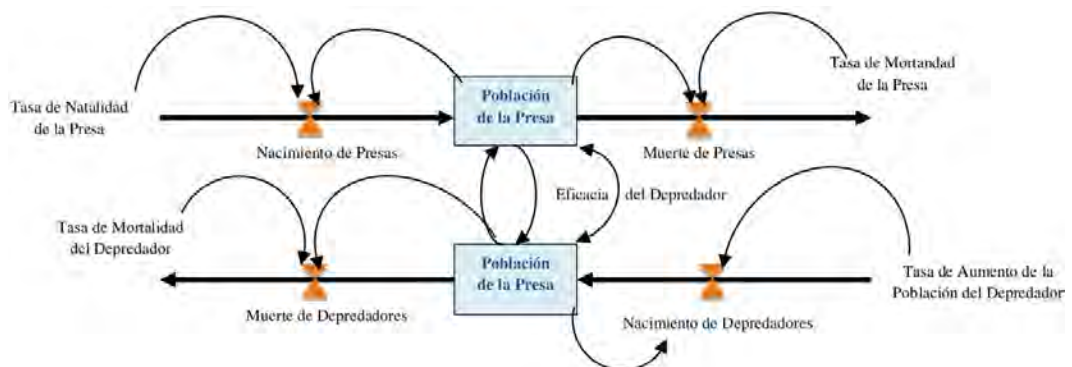 Tasa de Natalidad
de la Presa
Nacimiento de Presas
Población
de la Presa
Muerte de Presas
Tasa de Mortandad
de la Presa
Eficacia del Depredador
Tasa de Mortalidad
del Depredador
Muerte de Depredadores
Población
de la Presa
Nacimiento de Depredadores
Tasa de Aumento de la
Población del Depredador